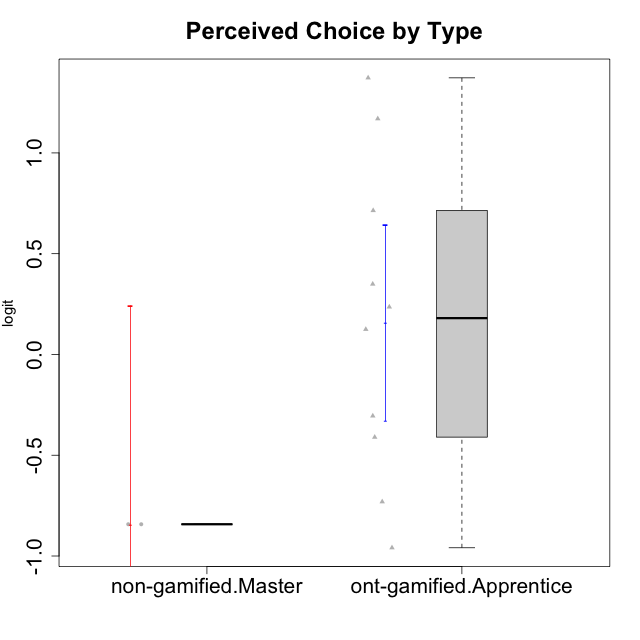 Perceived Choice by Type
logit
1.0
0.5
0.0
-0.5
-1.0
non-gamified.Master
ont-gamified.Apprentice